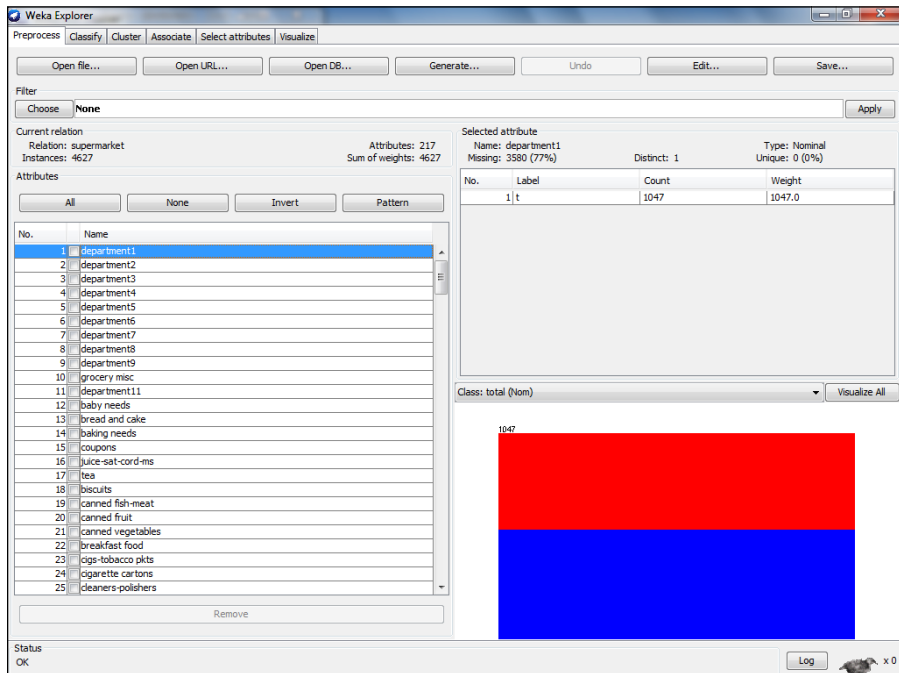 Weka Explorer
Preprocess Classify Cluster Associate Select attributes Visualize
Open file... Open URL... Open DB... Generate... Undo Edit... Save...
Filter
Choose None Apply
Current relation
Relation: supermarket Attributes: 217
Instances: 4627 Sum of weights: 4627
Attributes
All None Invert Pattern
No. Name
1 department1
2 department2
3 department3
4 department4
5 department5
6 department6
7 department7
8 department8
9 department9
10 grocery misc
11 department11
12 baby needs
13 bread and cake
14 baking needs
15 coupons
16 juice-sat-cord-ms
17 tea
18 biscuits
19 canned fish-meat
20 canned fruit
21 canned vegetables
22 breakfast food
23 cigs-tobacco pkts
24 cigarette cartons
25 cleaners-polishers
Remove
Selected attribute
Name: department1 Type: Nominal
Missing: 3580 (77%) Distinct: 1 Unique: 0 (0%)
No. Label Count Weight
1 t 1047 1047.0
Class: total (Nom) Visualize All
1047
Status
OK
Log x 0